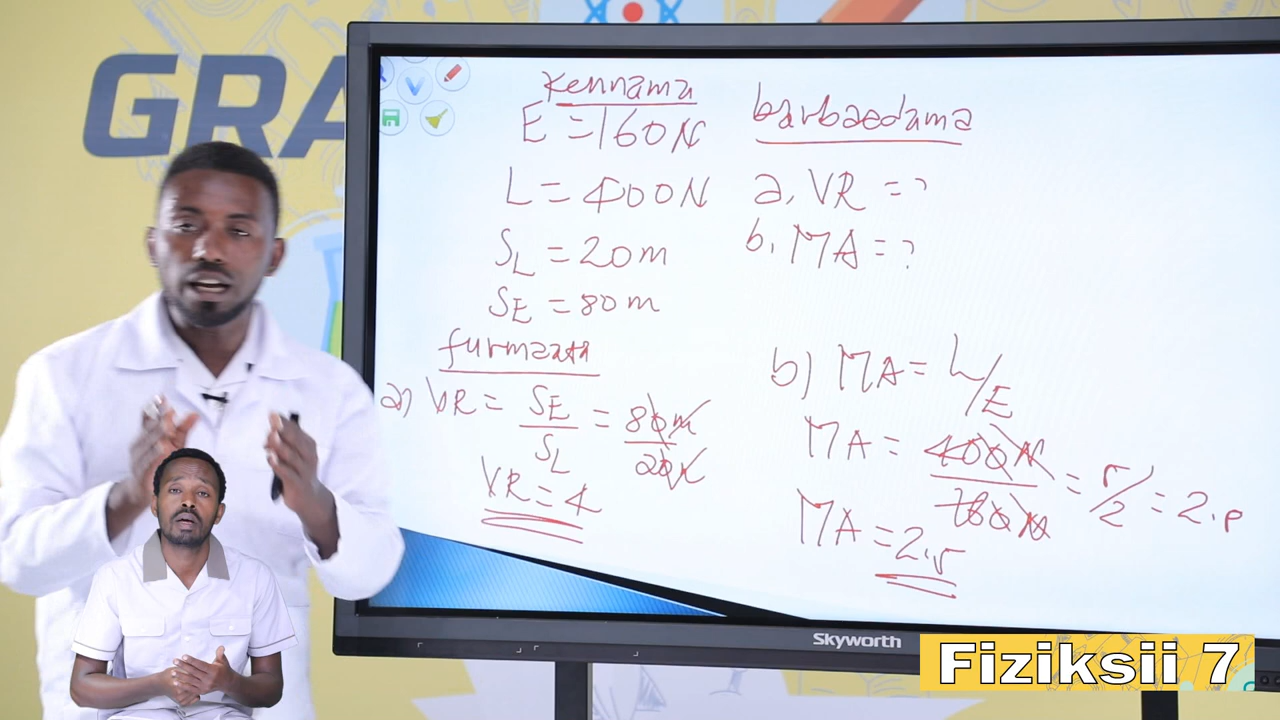 GRA
Kennama
E = 160N
L = 400N
SL = 20m
SE = 80m
furmaata
a) VR = SE/SL = 80m/20m
VR = 4
barbaedama
a, VR = ?
b, MA = ?
b) MA = L/E
MA = 400N/160N = 5/2 = 2.5
MA = 2.5
Skyworth
Fiziksii 7